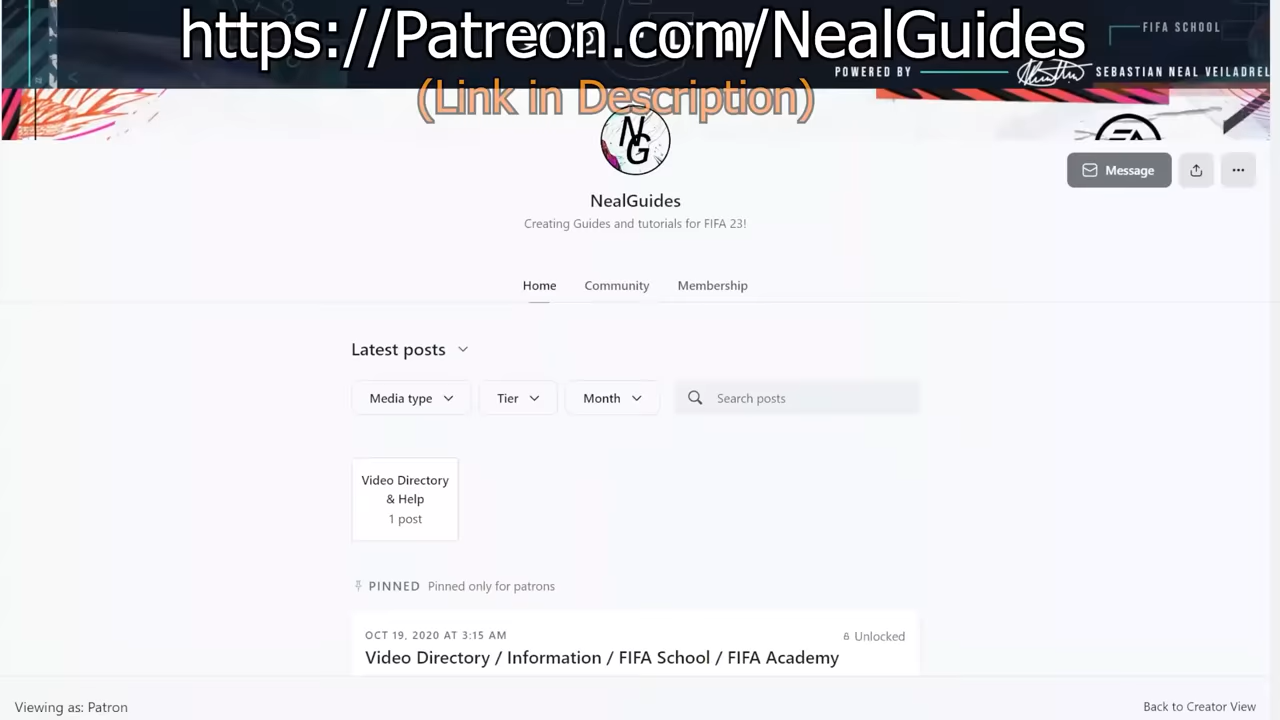 https://Patreon.com/NealGuides
FIFA SCHOOL
POWERED BY
SEBASTIAN NEAL VEILADREL
(Link in Description)
NG
EA
Message
NealGuides
Creating Guides and tutorials for FIFA 23!
Home Community Membership
Latest posts
Media type Tier Month Search posts
Video Directory
& Help
1 post
PINNED Pinned only for patrons
OCT 19, 2020 AT 3:15 AM Unlocked
Video Directory / Information / FIFA School / FIFA Academy
Viewing as: Patron Back to Creator View